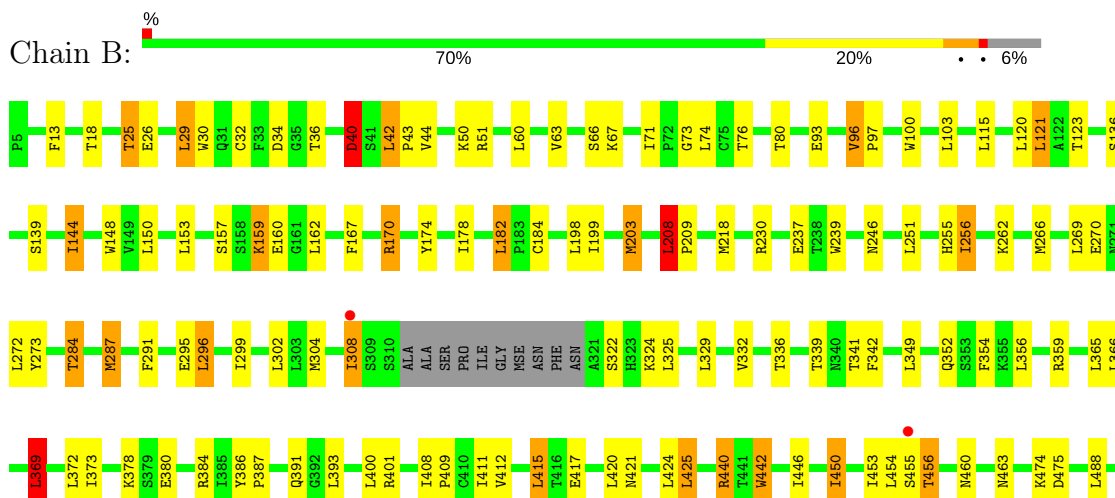 %
Chain B:
70% 20% • • 6%
P5 F13 T18 T25 E26 L29 W30 Q31 C32 F33 D34 G35 T36 D40 S41 L42 P43 V44 K50 R51 L60 V63 S66 K67 I71 P72 G73 L74 C75 T76 T80 E93 V96 P97 W100 L103 L115 L120 L121 A122 T123 S136
S139 I144 W148 V149 L150 L153 S157 S158 K159 E160 G161 L162 F167 R170 Y174 I178 L182 P183 C184 L198 I199 M203 L208 P209 M218 R230 E237 T238 W239 N246 L251 H255 I256 K262 M266 L269 E270 N271
L272 Y273 T284 M287 F291 E295 L296 I299 L302 L303 M304 I308 S309 S310 ALA ALA SER PRO ILE GLY MSE ASN PHE ASN A321 S322 H323 K324 L325 L329 V332 T336 T339 N340 T341 F342 L349 Q352 S353 F354 K355 L356 R359 L365 L366
L369 L372 I373 K378 S379 E380 R384 I385 Y386 P387 Q391 G392 L393 L400 R401 I408 P409 C410 I411 V412 L415 T416 E417 L420 N421 L424 L425 R440 T441 W442 I446 I450 I453 L454 S455 T456 N460 N463 K474 D475 L488